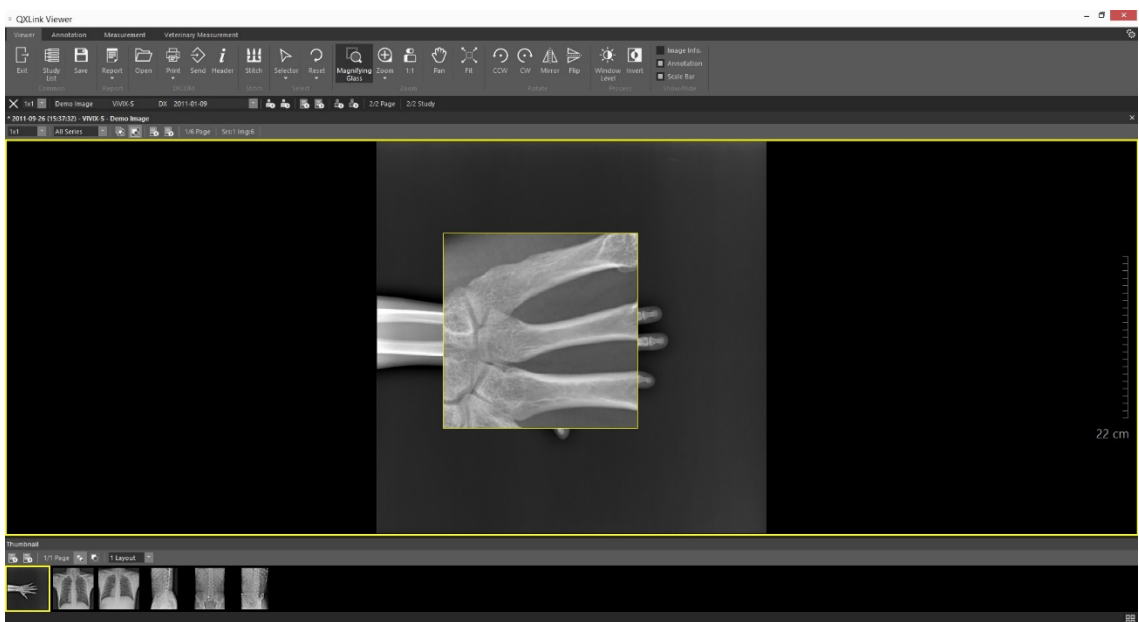 QXLink Viewer
Viewer Annotation Measurement Veterinary Measurement
Exit Study List Save Report Open Print Send Header Stitch Selector Reset Magnifying Glass Zoom 1:1 Pan Fit CCW CW Mirror Flip Window Level Invert
Image Info.
Annotation
Scale Bar
Common Report DICOM Stitch Select Zoom Rotate Process Show/Hide
1x1 Demo Image ViVIX-S DX 2011-01-09 2/2 Page 2/2 Study
* 2011-09-26 (15:37:32) - ViVIX-S - Demo Image
1x1 All Series 1/6 Page Ser:1 Img:6
22 cm
Thumbnail
1/1 Page 1 Layout